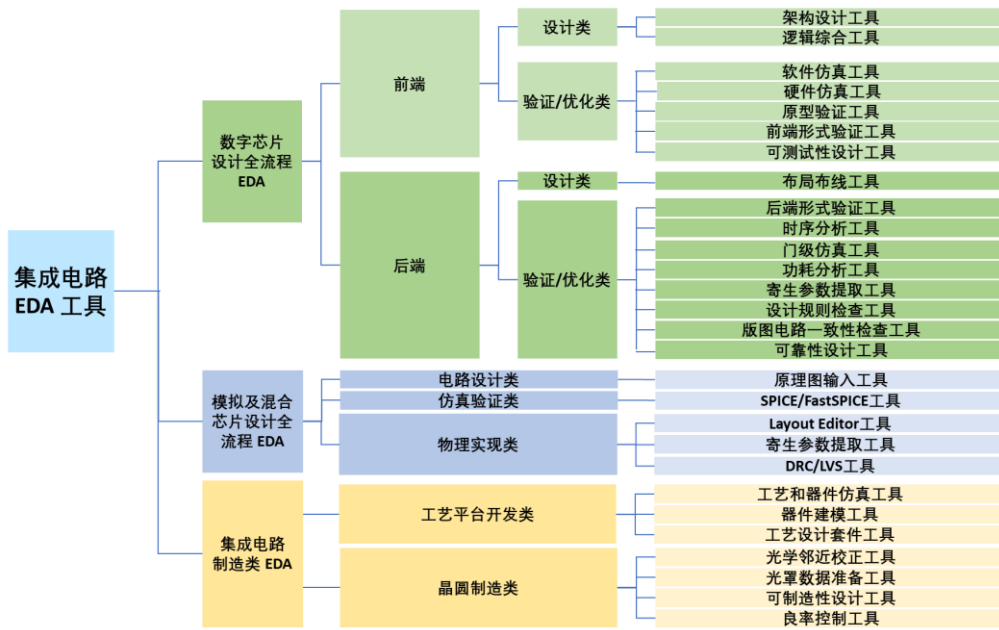 集成电路
EDA 工具
数字芯片
设计全流程
EDA
前端
设计类
架构设计工具
逻辑综合工具
验证/优化类
软件仿真工具
硬件仿真工具
原型验证工具
前端形式验证工具
可测试性设计工具
后端
设计类
布局布线工具
验证/优化类
后端形式验证工具
时序分析工具
门级仿真工具
功耗分析工具
寄生参数提取工具
设计规则检查工具
版图电路一致性检查工具
可靠性设计工具
模拟及混合
芯片设计全
流程 EDA
电路设计类
原理图输入工具
仿真验证类
SPICE/FastSPICE工具
物理实现类
Layout Editor工具
寄生参数提取工具
DRC/LVS工具
集成电路
制造类 EDA
工艺平台开发类
工艺和器件仿真工具
器件建模工具
工艺设计套件工具
晶圆制造类
光学邻近校正工具
光罩数据准备工具
可制造性设计工具
良率控制工具